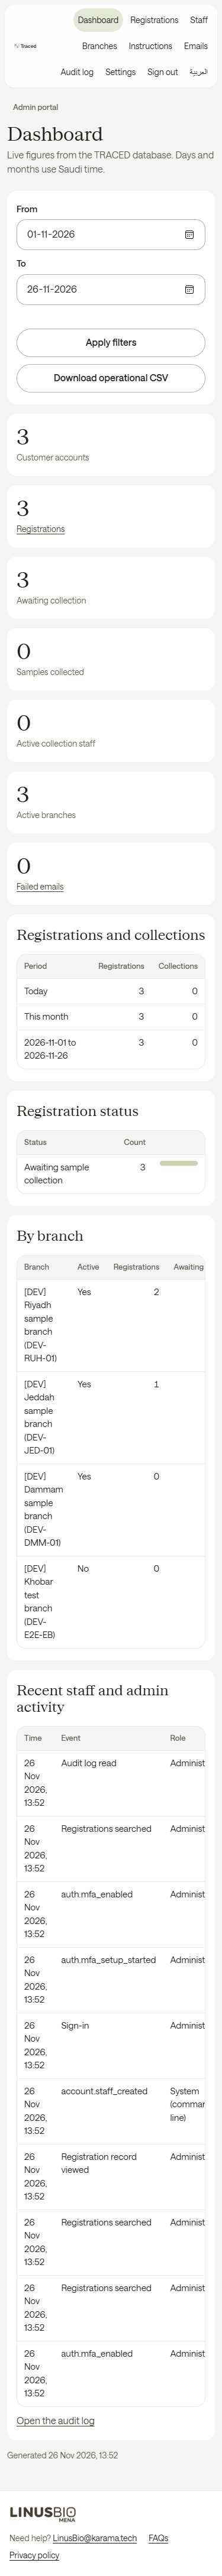 Dashboard Registrations Staff
Traced
Branches Instructions Emails
Audit log Settings Sign out العربية
Admin portal
Dashboard
Live figures from the TRACED database. Days and
months use Saudi time.
From
01-11-2026
To
26-11-2026
Apply filters
Download operational CSV
3
Customer accounts
3
Registrations
3
Awaiting collection
0
Samples collected
0
Active collection staff
3
Active branches
0
Failed emails
Registrations and collections
Period Registrations Collections
Today 3 0
This month 3 0
2026-11-01 to
2026-11-26
3 0
Registration status
Status Count
Awaiting sample
collection
3
By branch
Branch Active Registrations Awaiting
[DEV]
Riyadh
sample
branch
(DEV-
RUH-01)
Yes 2
[DEV]
Jeddah
sample
branch
(DEV-
JED-01)
Yes 1
[DEV]
Dammam
sample
branch
(DEV-
DMM-01)
Yes 0
[DEV]
Khobar
test
branch
(DEV-
E2E-EB)
No 0
Recent staff and admin
activity
Time Event Role
26
Nov
2026,
13:52
Audit log read Administ
26
Nov
2026,
13:52
Registrations searched Administ
26
Nov
2026,
13:52
auth.mfa_enabled Administ
26
Nov
2026,
13:52
auth.mfa_setup_started Administ
26
Nov
2026,
13:52
Sign-in Administ
26
Nov
2026,
13:52
account.staff_created
System
(commar
line)
26
Nov
2026,
13:52
Registration record
viewed
Administ
26
Nov
2026,
13:52
Registrations searched Administ
26
Nov
2026,
13:52
Registrations searched Administ
26
Nov
2026,
13:52
auth.mfa_enabled Administ
Open the audit log
Generated 26 Nov 2026, 13:52
LINUSBIO
MENA
Need help? LinusBio@karama.tech FAQs
Privacy policy